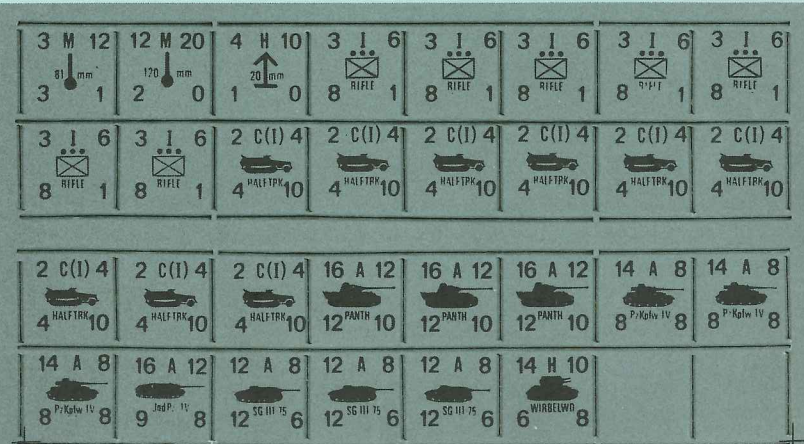 3 M 12 12 M 20 4 H 10 3 I 6 3 I 6 3 I 6 3 I 6 3 I 6
81 mm 120 mm 20 mm RIFLE RIFLE RIFLE RIFLE RIFLE
3 1 2 0 1 0 8 1 8 1 8 1 8 1 8 1
3 I 6 3 I 6 2 C(I) 4 2 C(I) 4 2 C(I) 4 2 C(I) 4 2 C(I) 4 2 C(I) 4
RIFLE RIFLE HALFTRK HALFTRK HALFTRK HALFTRK HALFTRK HALFTRK
8 1 8 1 4 10 4 10 4 10 4 10 4 10 4 10
2 C(I) 4 2 C(I) 4 2 C(I) 4 16 A 12 16 A 12 16 A 12 14 A 8 14 A 8
HALFTRK HALFTRK HALFTRK PANTH PANTH PANTH PzKpfw IV PzKpfw IV
4 10 4 10 4 10 12 10 12 10 12 10 8 8 8 8
14 A 8 16 A 12 12 A 8 12 A 8 12 A 8 14 H 10
PzKpfw IV JndPz IV SG III 75 SG III 75 SG III 75 WIRBELWD
8 8 9 8 12 6 12 6 12 6 6 8